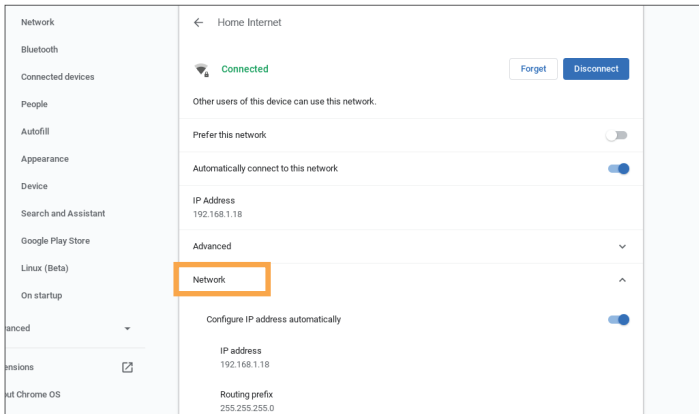 Network
Bluetooth
Connected devices
People
Autofill
Appearance
Device
Search and Assistant
Google Play Store
Linux (Beta)
On startup
anced
ensions
ut Chrome OS
Home Internet
Connected
Forget
Disconnect
Other users of this device can use this network.
Prefer this network
Automatically connect to this network
IP Address
192.168.1.18
Advanced
Network
Configure IP address automatically
IP address
192.168.1.18
Routing prefix
255.255.255.0